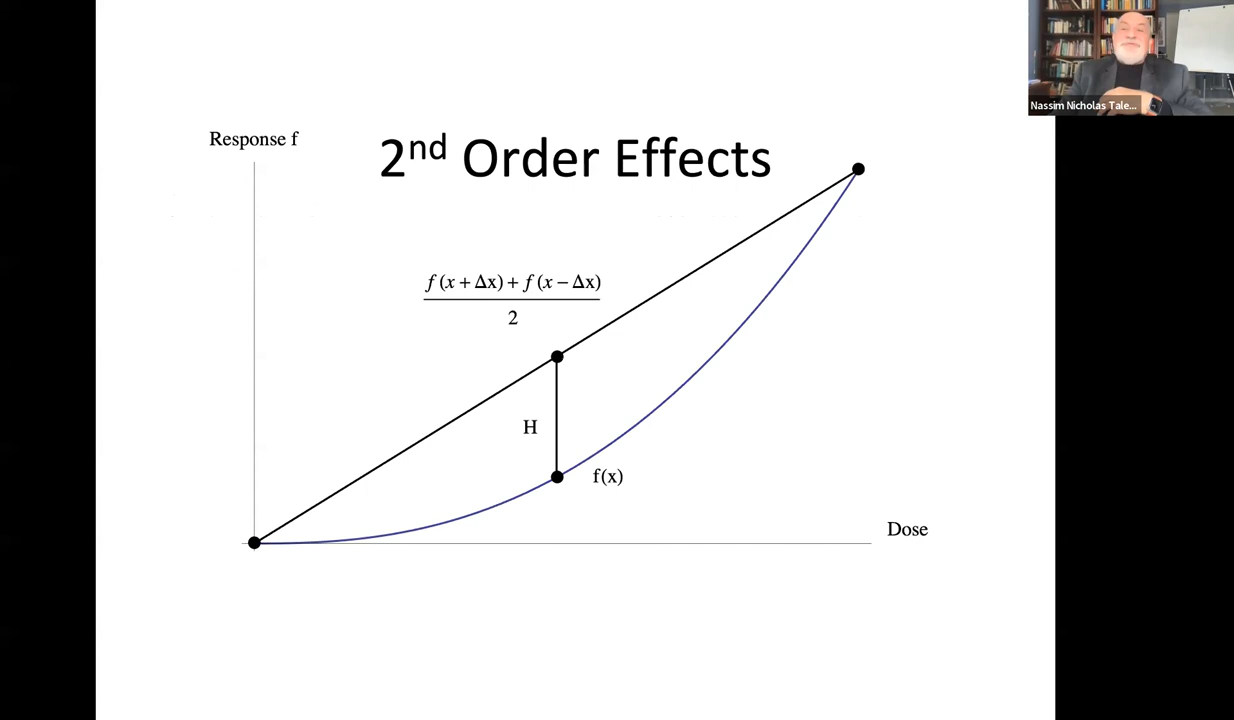 Nassim Nicholas Tale...
Response f
2nd Order Effects
f (x + Δx) + f (x − Δx)
2
H
f(x)
Dose